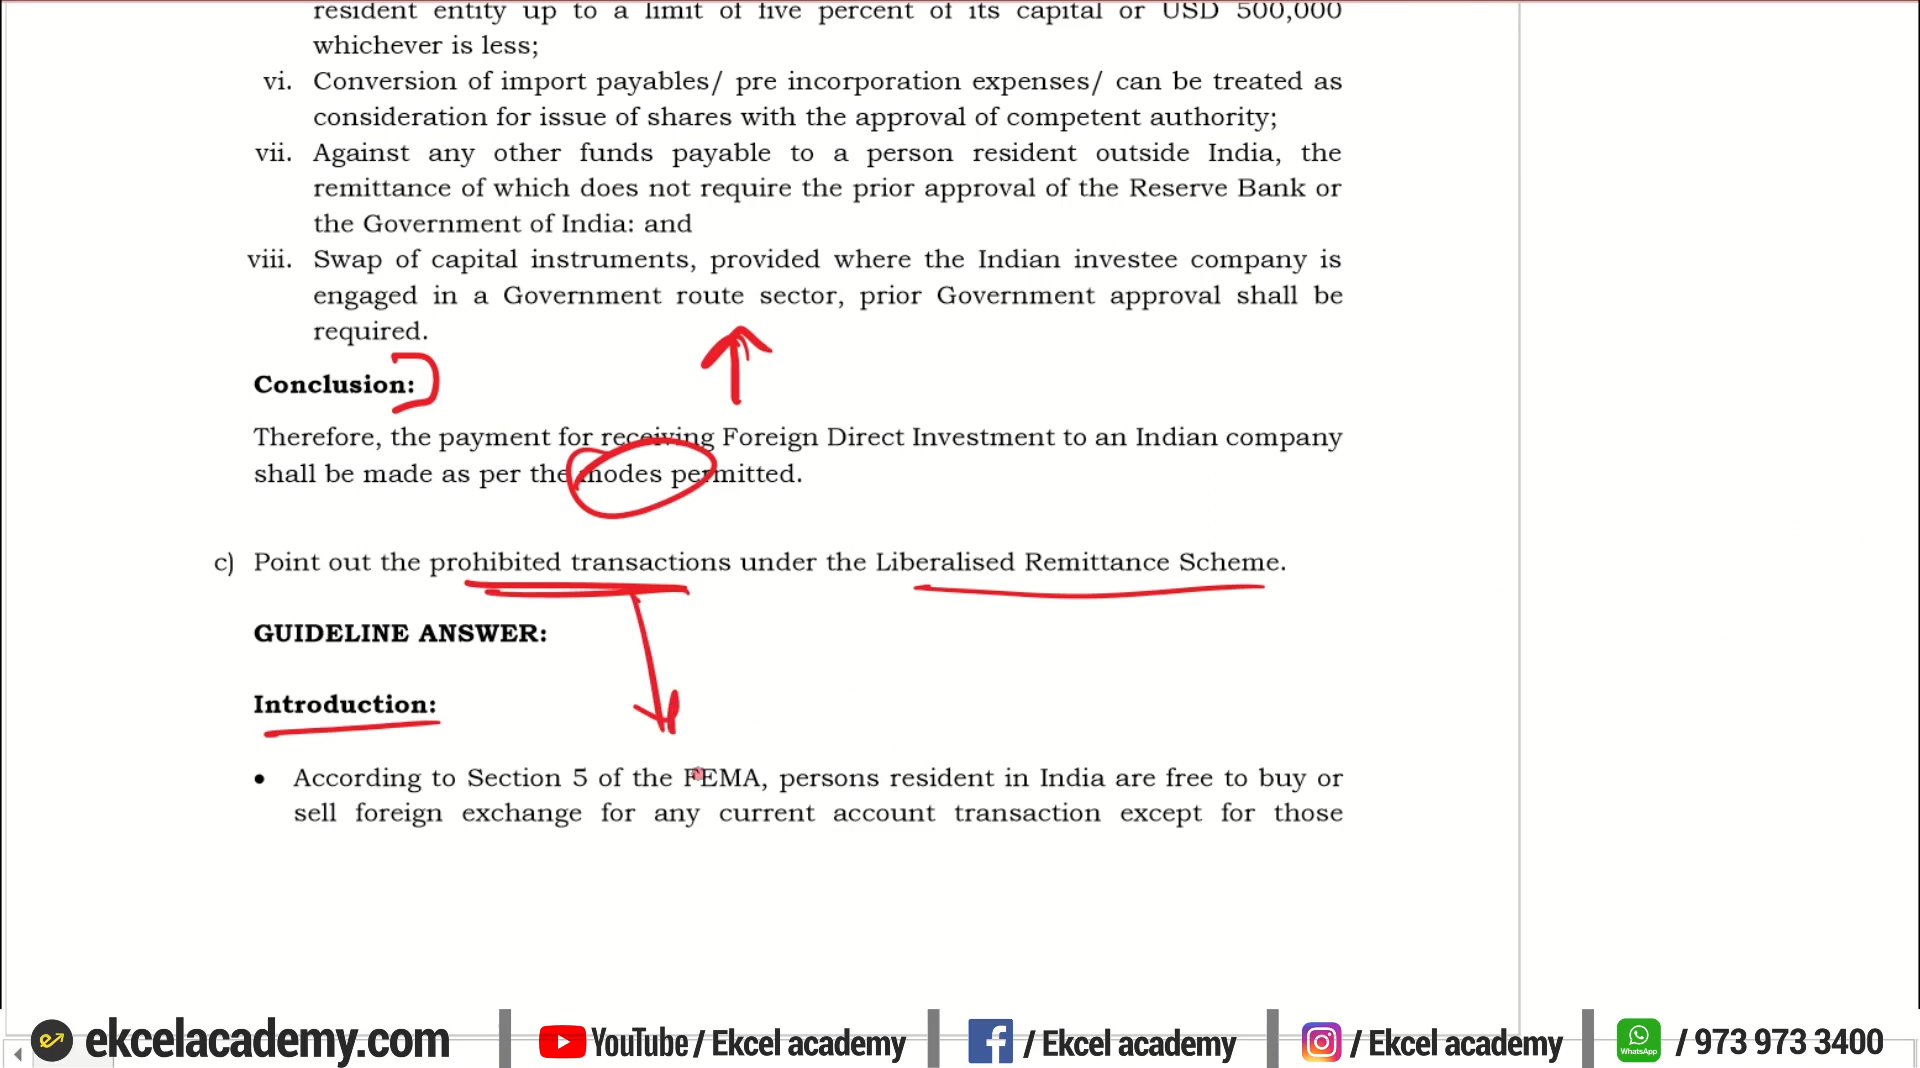 resident entity up to a limit of five percent of its capital or USD 500,000
whichever is less;
vi. Conversion of import payables/ pre incorporation expenses/ can be treated as
consideration for issue of shares with the approval of competent authority;
vii. Against any other funds payable to a person resident outside India, the
remittance of which does not require the prior approval of the Reserve Bank or
the Government of India: and
viii. Swap of capital instruments, provided where the Indian investee company is
engaged in a Government route sector, prior Government approval shall be
required.
Conclusion:
Therefore, the payment for receiving Foreign Direct Investment to an Indian company
shall be made as per the modes permitted.
c) Point out the prohibited transactions under the Liberalised Remittance Scheme.
GUIDELINE ANSWER:
Introduction:
• According to Section 5 of the FEMA, persons resident in India are free to buy or
sell foreign exchange for any current account transaction except for those
ekcelacademy.com YouTube / Ekcel academy / Ekcel academy / Ekcel academy WhatsApp / 973 973 3400